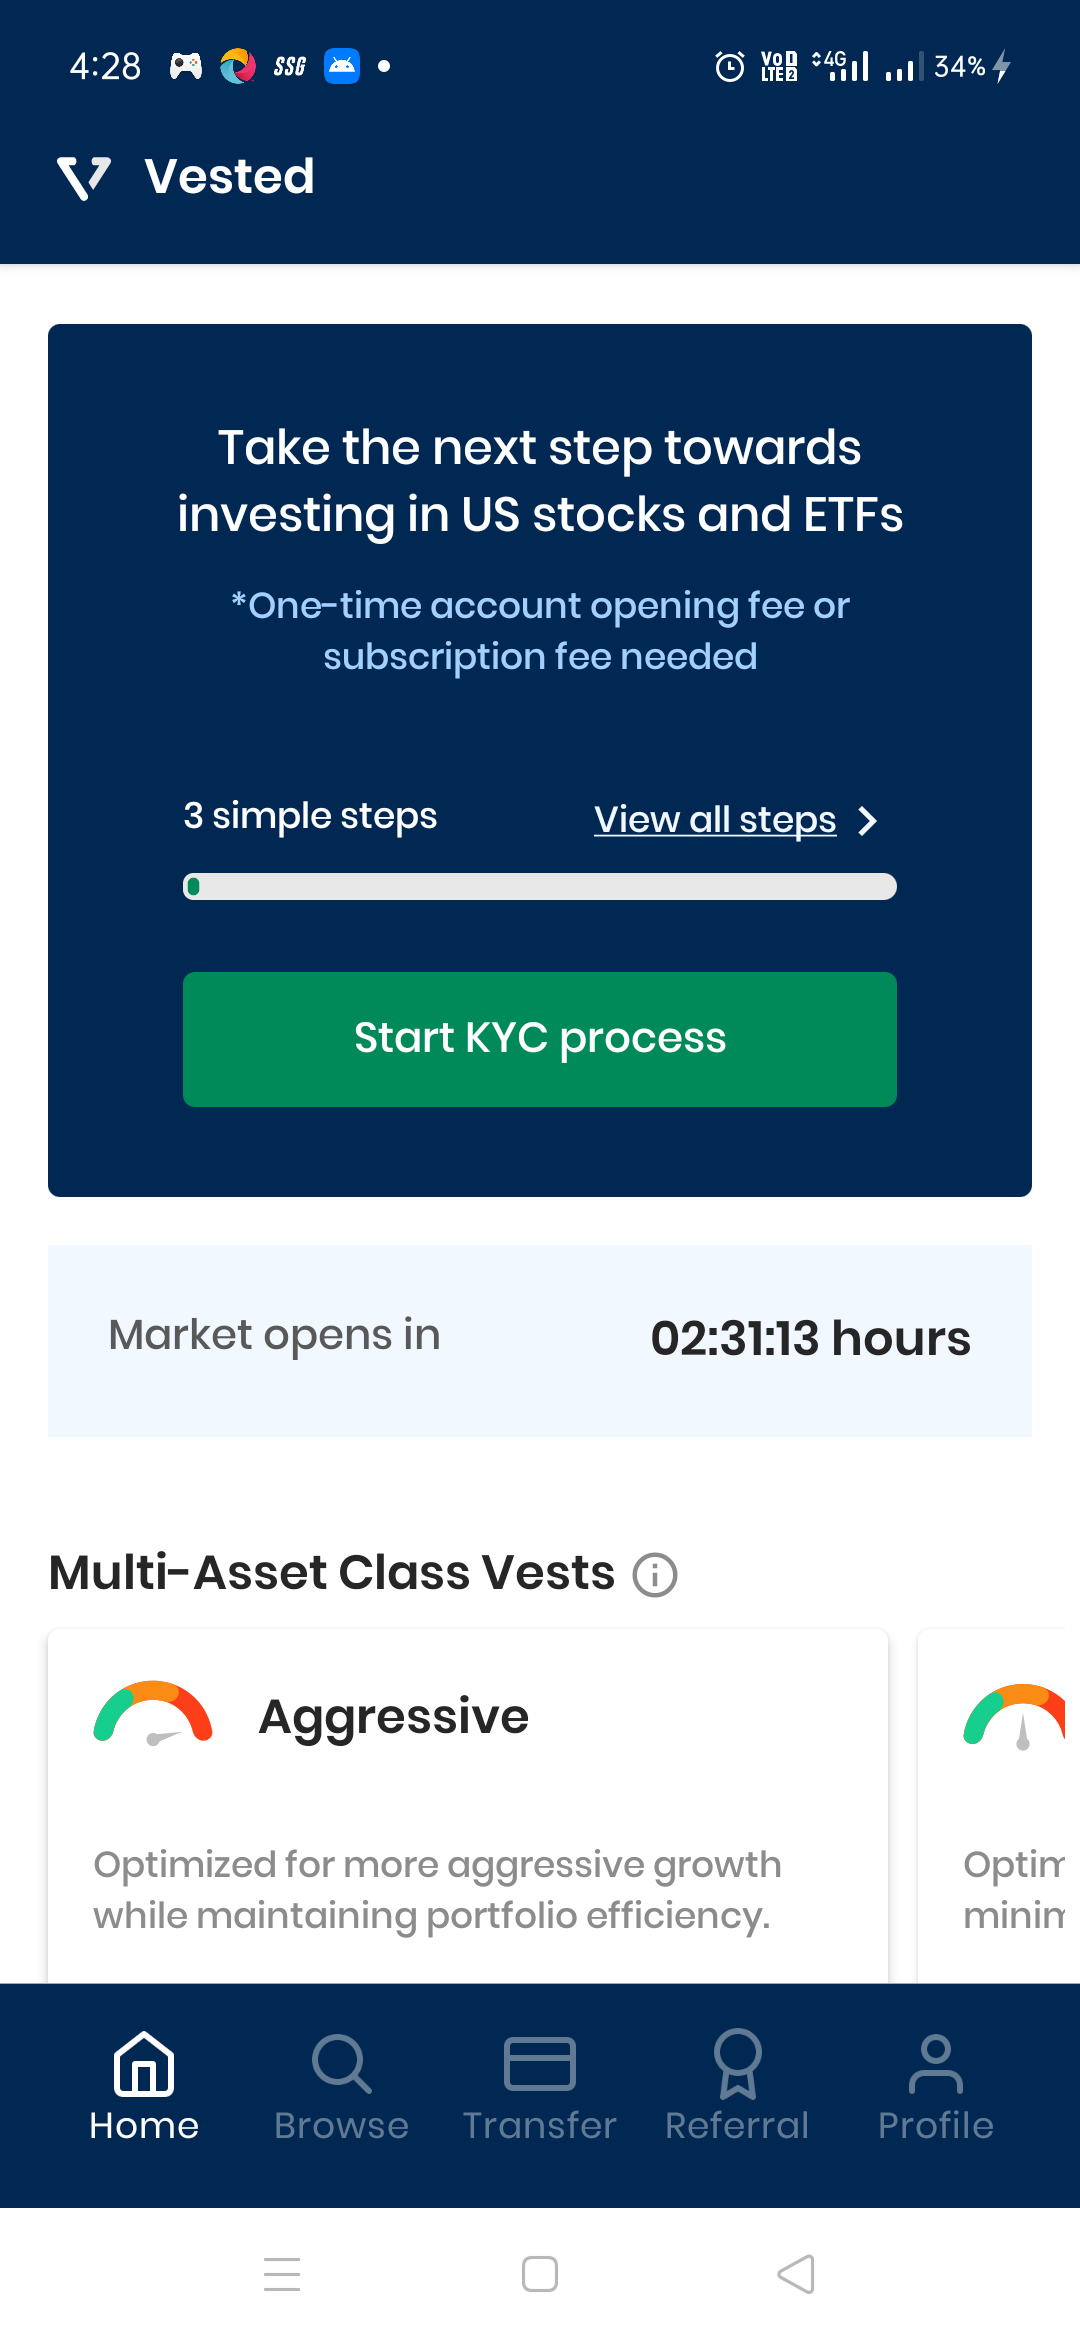 4:28 SSG VoD LTE2 4G 34%
Vested
Take the next step towards
investing in US stocks and ETFs
*One-time account opening fee or
subscription fee needed
3 simple steps View all steps
Start KYC process
Market opens in 02:31:13 hours
Multi-Asset Class Vests
Aggressive
Optimized for more aggressive growth Optim
while maintaining portfolio efficiency. minim
Home Browse Transfer Referral Profile